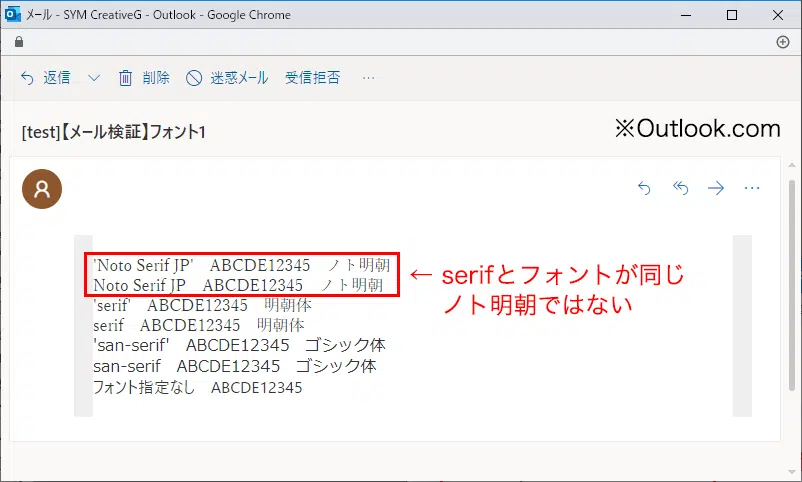 メール - SYM CreativeG - Outlook - Google Chrome
返信 削除 迷惑メール 受信拒否 ...
[test]【メール検証】フォント1
※Outlook.com
'Noto Serif JP'　ABCDE12345　ノト明朝
Noto Serif JP　ABCDE12345　ノト明朝
'serif'　ABCDE12345　明朝体
serif　ABCDE12345　明朝体
'san-serif'　ABCDE12345　ゴシック体
san-serif　ABCDE12345　ゴシック体
フォント指定なし　ABCDE12345
← serifとフォントが同じ
ノト明朝ではない